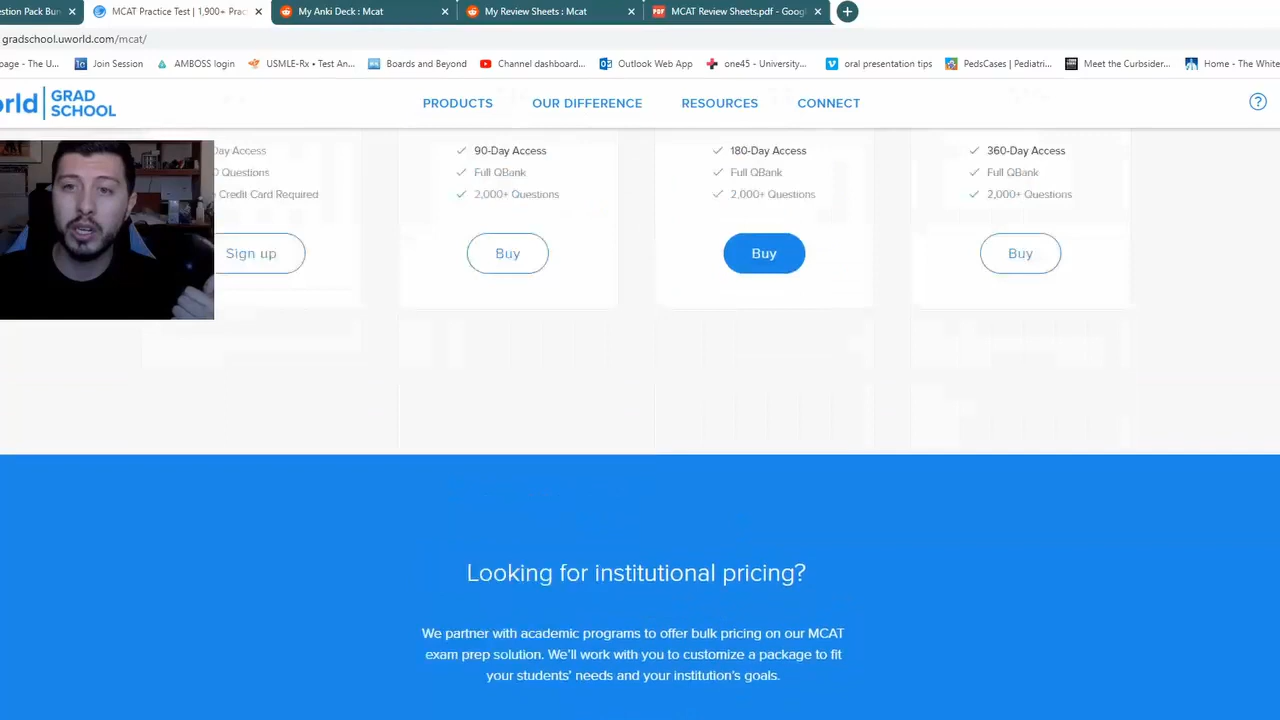 estion Pack Bun
MCAT Practice Test | 1,900+ Prac
My Anki Deck : Mcat
My Review Sheets : Mcat
PDF
MCAT Review Sheets.pdf - Goog
gradschool.uworld.com/mcat/
page - The U...
Join Session
AMBOSS login
USMLE-Rx • Test An...
Boards and Beyond
Channel dashboard...
Outlook Web App
one45 - University...
oral presentation tips
PedsCases | Pediatri...
Meet the Curbsider...
Home - The White
orld
GRAD
SCHOOL
PRODUCTS
OUR DIFFERENCE
RESOURCES
CONNECT
?
Day Access
Questions
Credit Card Required
Sign up
90-Day Access
Full QBank
2,000+ Questions
Buy
180-Day Access
Full QBank
2,000+ Questions
Buy
360-Day Access
Full QBank
2,000+ Questions
Buy
Looking for institutional pricing?
We partner with academic programs to offer bulk pricing on our MCAT
exam prep solution. We'll work with you to customize a package to fit
your students' needs and your institution's goals.